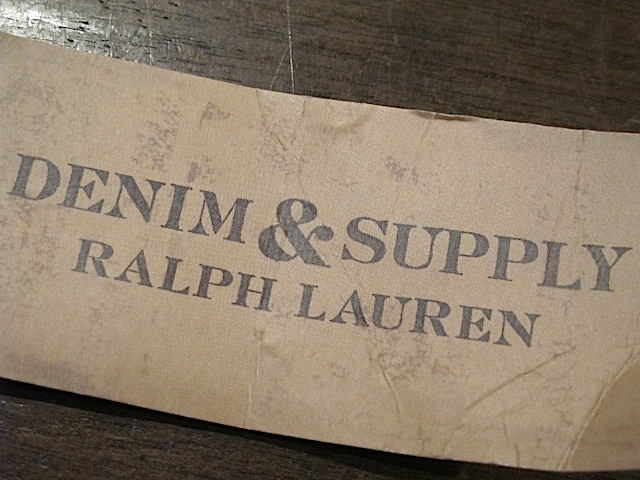 DENIM & SUPPLY
RALPH LAUREN